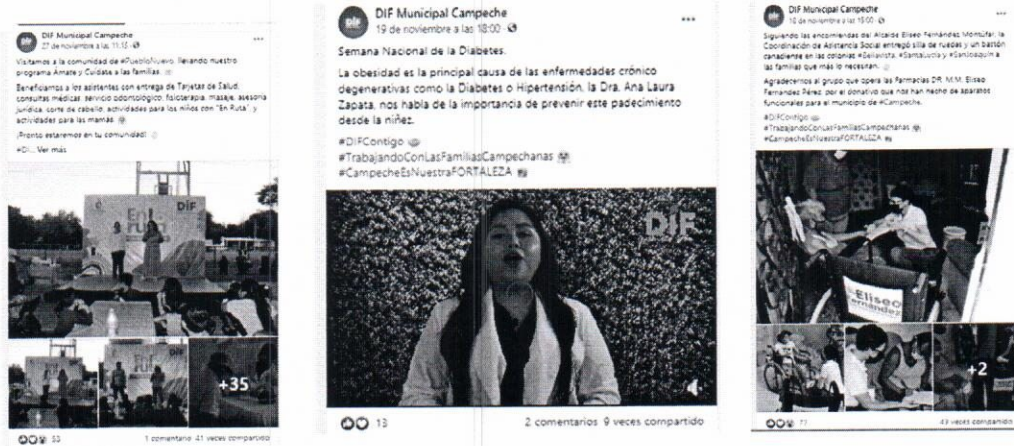 DIF Municipal Campeche
27 de noviembre a las 11:15
Visitamos a la comunidad de #PuebloNuevo, llevando nuestro
programa Ámate y Cuídate a las familias.
Beneficiamos a los asistentes con entrega de Tarjetas de Salud,
consultas médicas, servicio odontológico, fisioterapia, masaje, asesoría
jurídica, corte de cabello, actividades para los niños con "En Ruta" y
actividades para las mamás.
¡Pronto estaremos en tu comunidad!
#Di... Ver más
DIF
+35
53
1 comentario 41 veces compartido
DIF Municipal Campeche
19 de noviembre a las 18:00
Semana Nacional de la Diabetes.
La obesidad es la principal causa de las enfermedades crónico
degenerativas como la Diabetes o Hipertensión, la Dra. Ana Laura
Zapata, nos habla de la importancia de prevenir este padecimiento
desde la niñez.
#DIFContigo
#TrabajandoConLasFamiliasCampechanas
#CampecheEsNuestraFORTALEZA
DIF
13
2 comentarios 9 veces compartido
DIF Municipal Campeche
10 de noviembre a las 15:00
Siguiendo las encomiendas del Alcalde Eliseo Fernández Montúfar, la
Coordinación de Asistencia Social entregó silla de ruedas y un bastón
canadiense en las colonias #Bellavista, #SantaLucía y #SanJoaquín a
las familias que más lo necesitan.
Agradecemos al grupo que opera las Farmacias DR. M.M. Eliseo
Fernández Pérez, por el donativo que nos han hecho de aparatos
funcionales para el municipio de #Campeche.
#DIFContigo
#TrabajandoConLasFamiliasCampechanas
#CampecheEsNuestraFORTALEZA
Eliseo
Fernández
+2
77
43 veces compartido